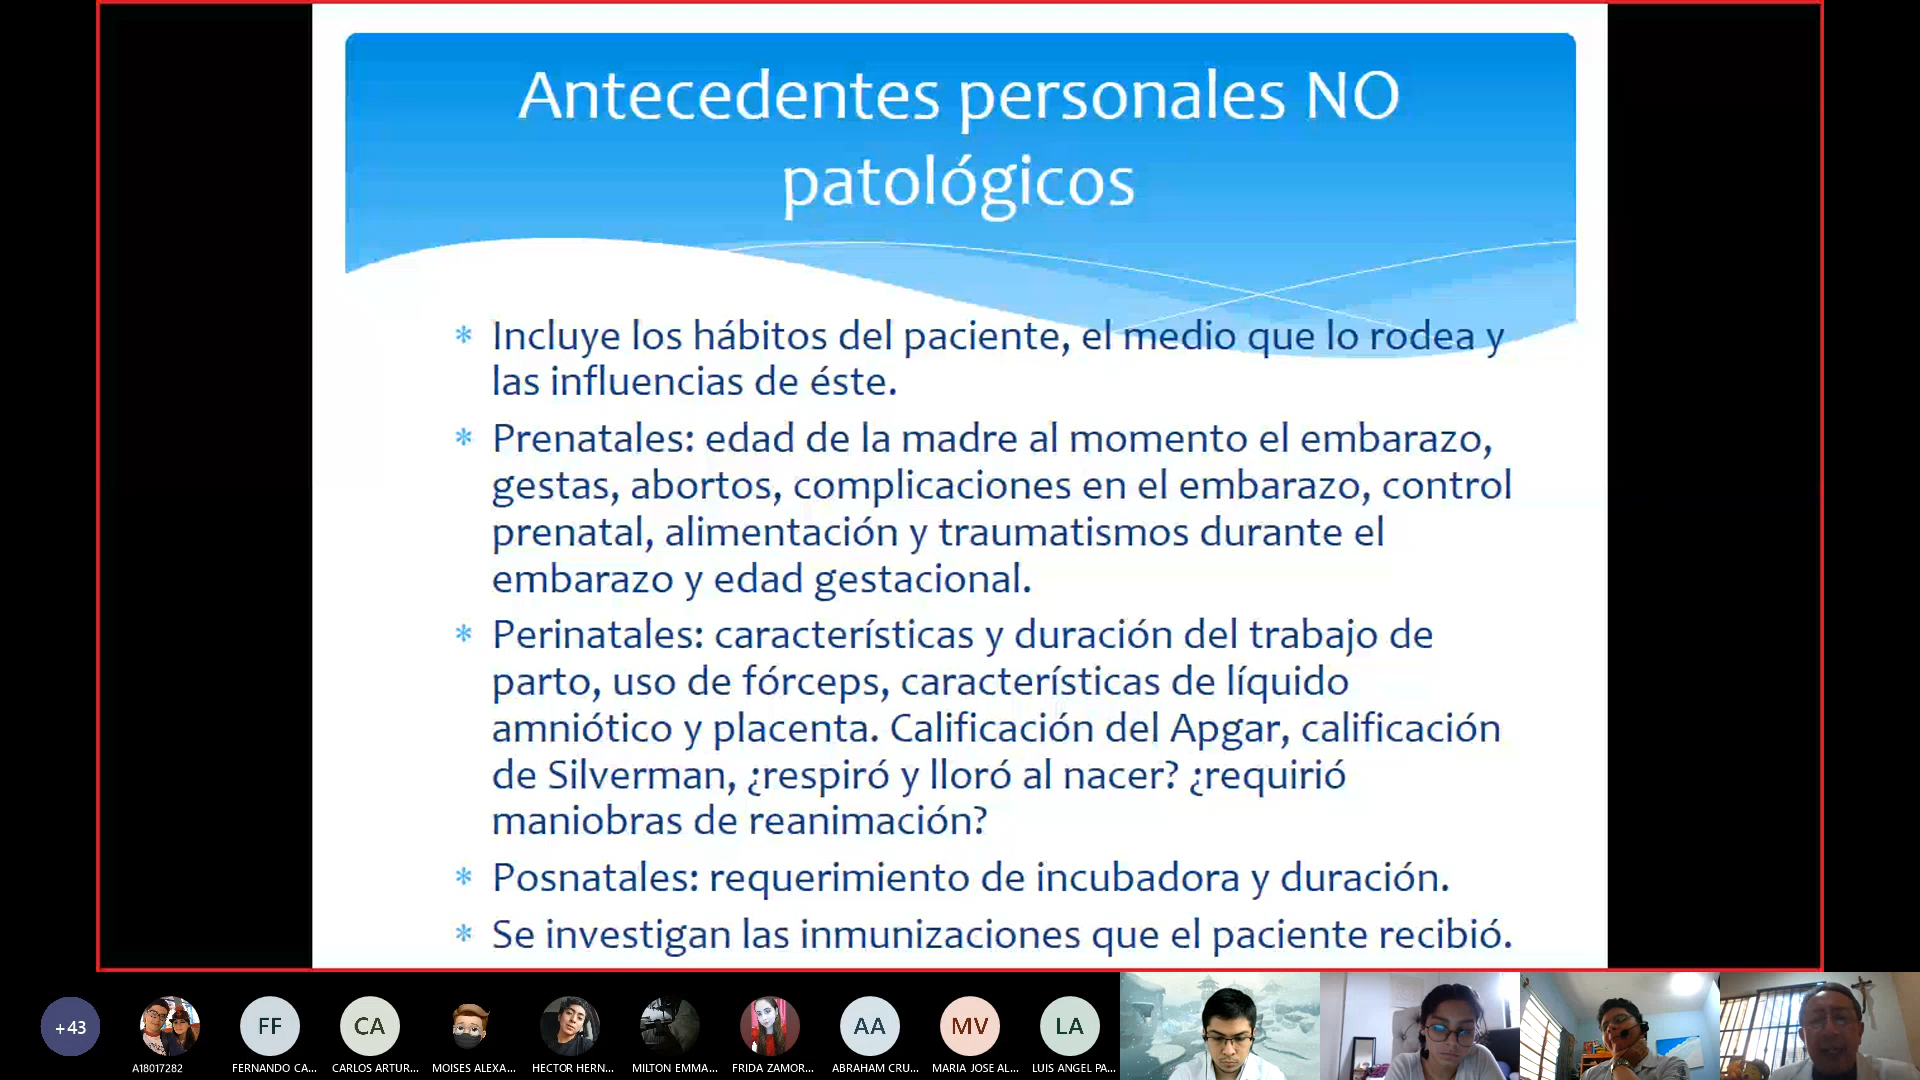 Antecedentes personales NO
patológicos
* Incluye los hábitos del paciente, el medio que lo rodea y
las influencias de éste.
* Prenatales: edad de la madre al momento el embarazo,
gestas, abortos, complicaciones en el embarazo, control
prenatal, alimentación y traumatismos durante el
embarazo y edad gestacional.
* Perinatales: características y duración del trabajo de
parto, uso de fórceps, características de líquido
amniótico y placenta. Calificación del Apgar, calificación
de Silverman, ¿respiró y lloró al nacer? ¿requirió
maniobras de reanimación?
* Posnatales: requerimiento de incubadora y duración.
* Se investigan las inmunizaciones que el paciente recibió.
+43
FF
CA
AA
MV
LA
A18017282
FERNANDO CA...
CARLOS ARTUR...
MOISES ALEXA...
HECTOR HERN...
MILTON EMMA...
FRIDA ZAMOR...
ABRAHAM CRU...
MARIA JOSE AL...
LUIS ANGEL PA...